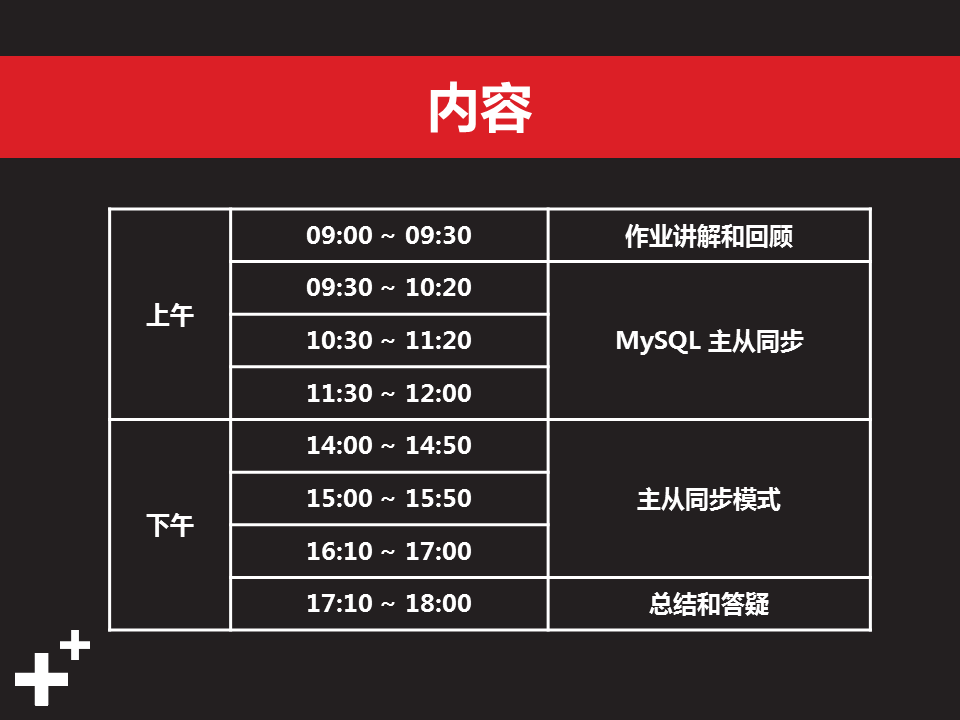 内容
上午
09:00 ~ 09:30
作业讲解和回顾
09:30 ~ 10:20
MySQL 主从同步
10:30 ~ 11:20
11:30 ~ 12:00
下午
14:00 ~ 14:50
主从同步模式
15:00 ~ 15:50
16:10 ~ 17:00
17:10 ~ 18:00
总结和答疑